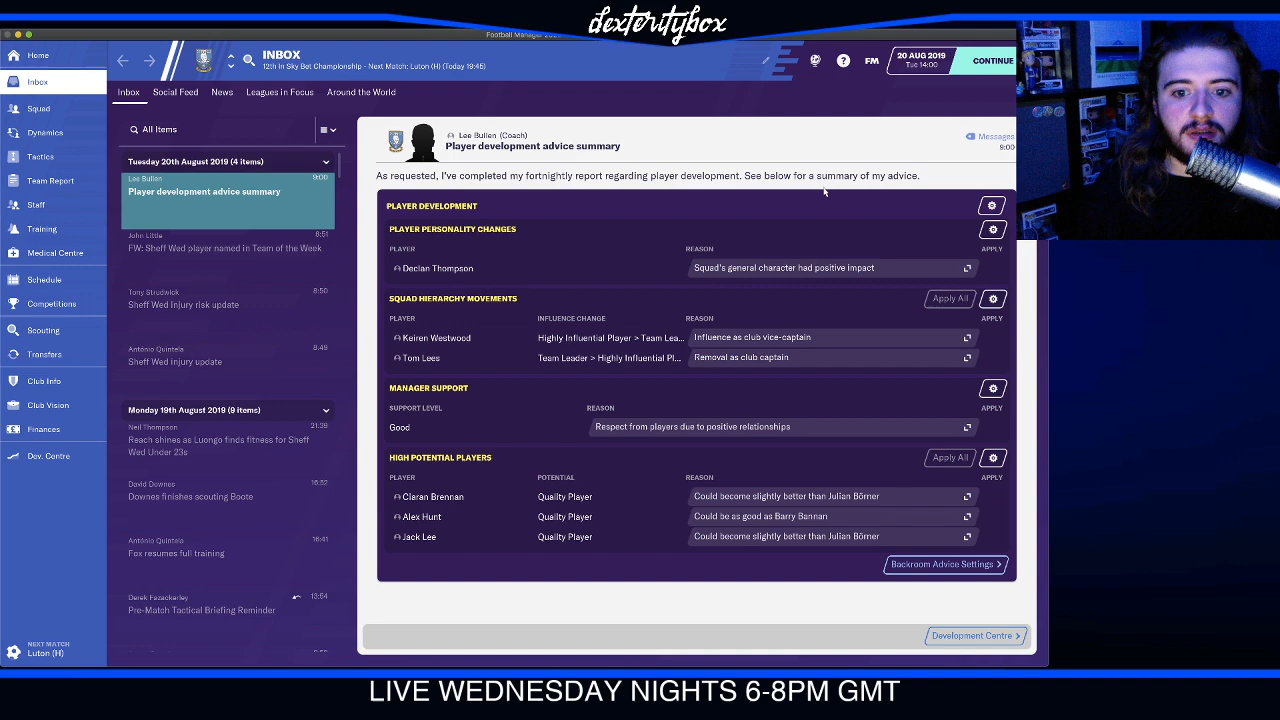 dexteritybox
Football Manager 20
Home
Inbox
Squad
Dynamics
Tactics
Team Report
Staff
Training
Medical Centre
Schedule
Competitions
Scouting
Transfers
Club Info
Club Vision
Finances
Dev. Centre
NEXT MATCH
Luton (H)
INBOX
12th In Sky Bet Championship - Next Match: Luton (H) (Today 19:45)
FM
20 AUG 2019
Tue 14:00
CONTINUE
Inbox Social Feed News Leagues in Focus Around the World
All Items
Tuesday 20th August 2019 (4 items)
Lee Bullen 9:00
Player development advice summary
John Little 8:51
FW: Sheff Wed player named in Team of the Week
Tony Strudwick 8:50
Sheff Wed injury risk update
António Quintela 8:49
Sheff Wed injury update
Monday 19th August 2019 (9 items)
Neil Thompson 21:39
Reach shines as Luongo finds fitness for Sheff
Wed Under 23s
David Downes 16:52
Downes finishes scouting Boote
António Quintela 16:41
Fox resumes full training
Derek Fazackerley 13:54
Pre-Match Tactical Briefing Reminder
Lee Bullen (Coach)
Player development advice summary
Messages
9:00
As requested, I've completed my fortnightly report regarding player development. See below for a summary of my advice.
PLAYER DEVELOPMENT
PLAYER PERSONALITY CHANGES
PLAYER REASON APPLY
Declan Thompson Squad's general character had positive impact
SQUAD HIERARCHY MOVEMENTS Apply All
PLAYER INFLUENCE CHANGE REASON APPLY
Keiren Westwood Highly Influential Player > Team Lea... Influence as club vice-captain
Tom Lees Team Leader > Highly Influential Pl... Removal as club captain
MANAGER SUPPORT
SUPPORT LEVEL REASON APPLY
Good Respect from players due to positive relationships
HIGH POTENTIAL PLAYERS Apply All
PLAYER POTENTIAL REASON APPLY
Ciaran Brennan Quality Player Could become slightly better than Julian Börner
Alex Hunt Quality Player Could be as good as Barry Bannan
Jack Lee Quality Player Could become slightly better than Julian Börner
Backroom Advice Settings >
Development Centre >
LIVE WEDNESDAY NIGHTS 6-8PM GMT